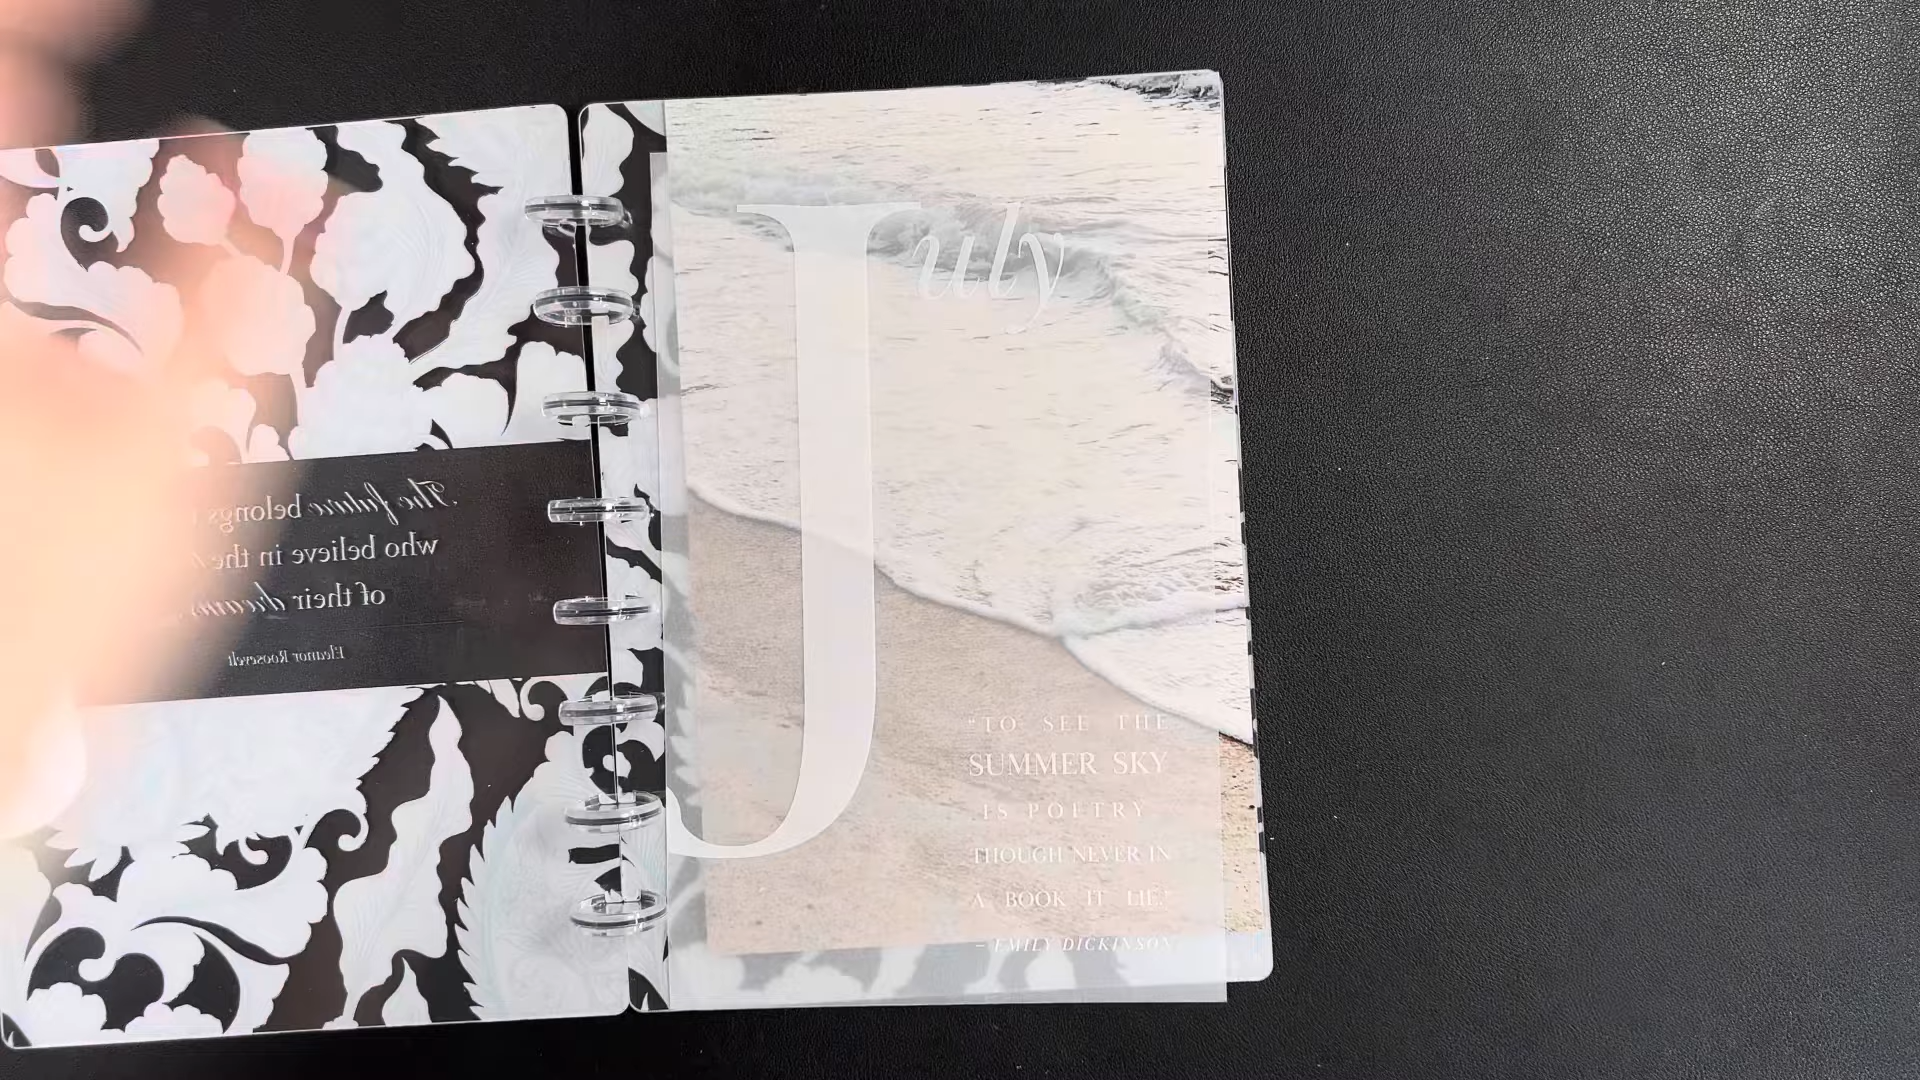 The future belongs
who believe in the
of their dreams
Eleanor Roosevelt
July
"TO SEE THE
SUMMER SKY
IS POETRY
THOUGH NEVER IN
A BOOK IT LIE."
– EMILY DICKINSON